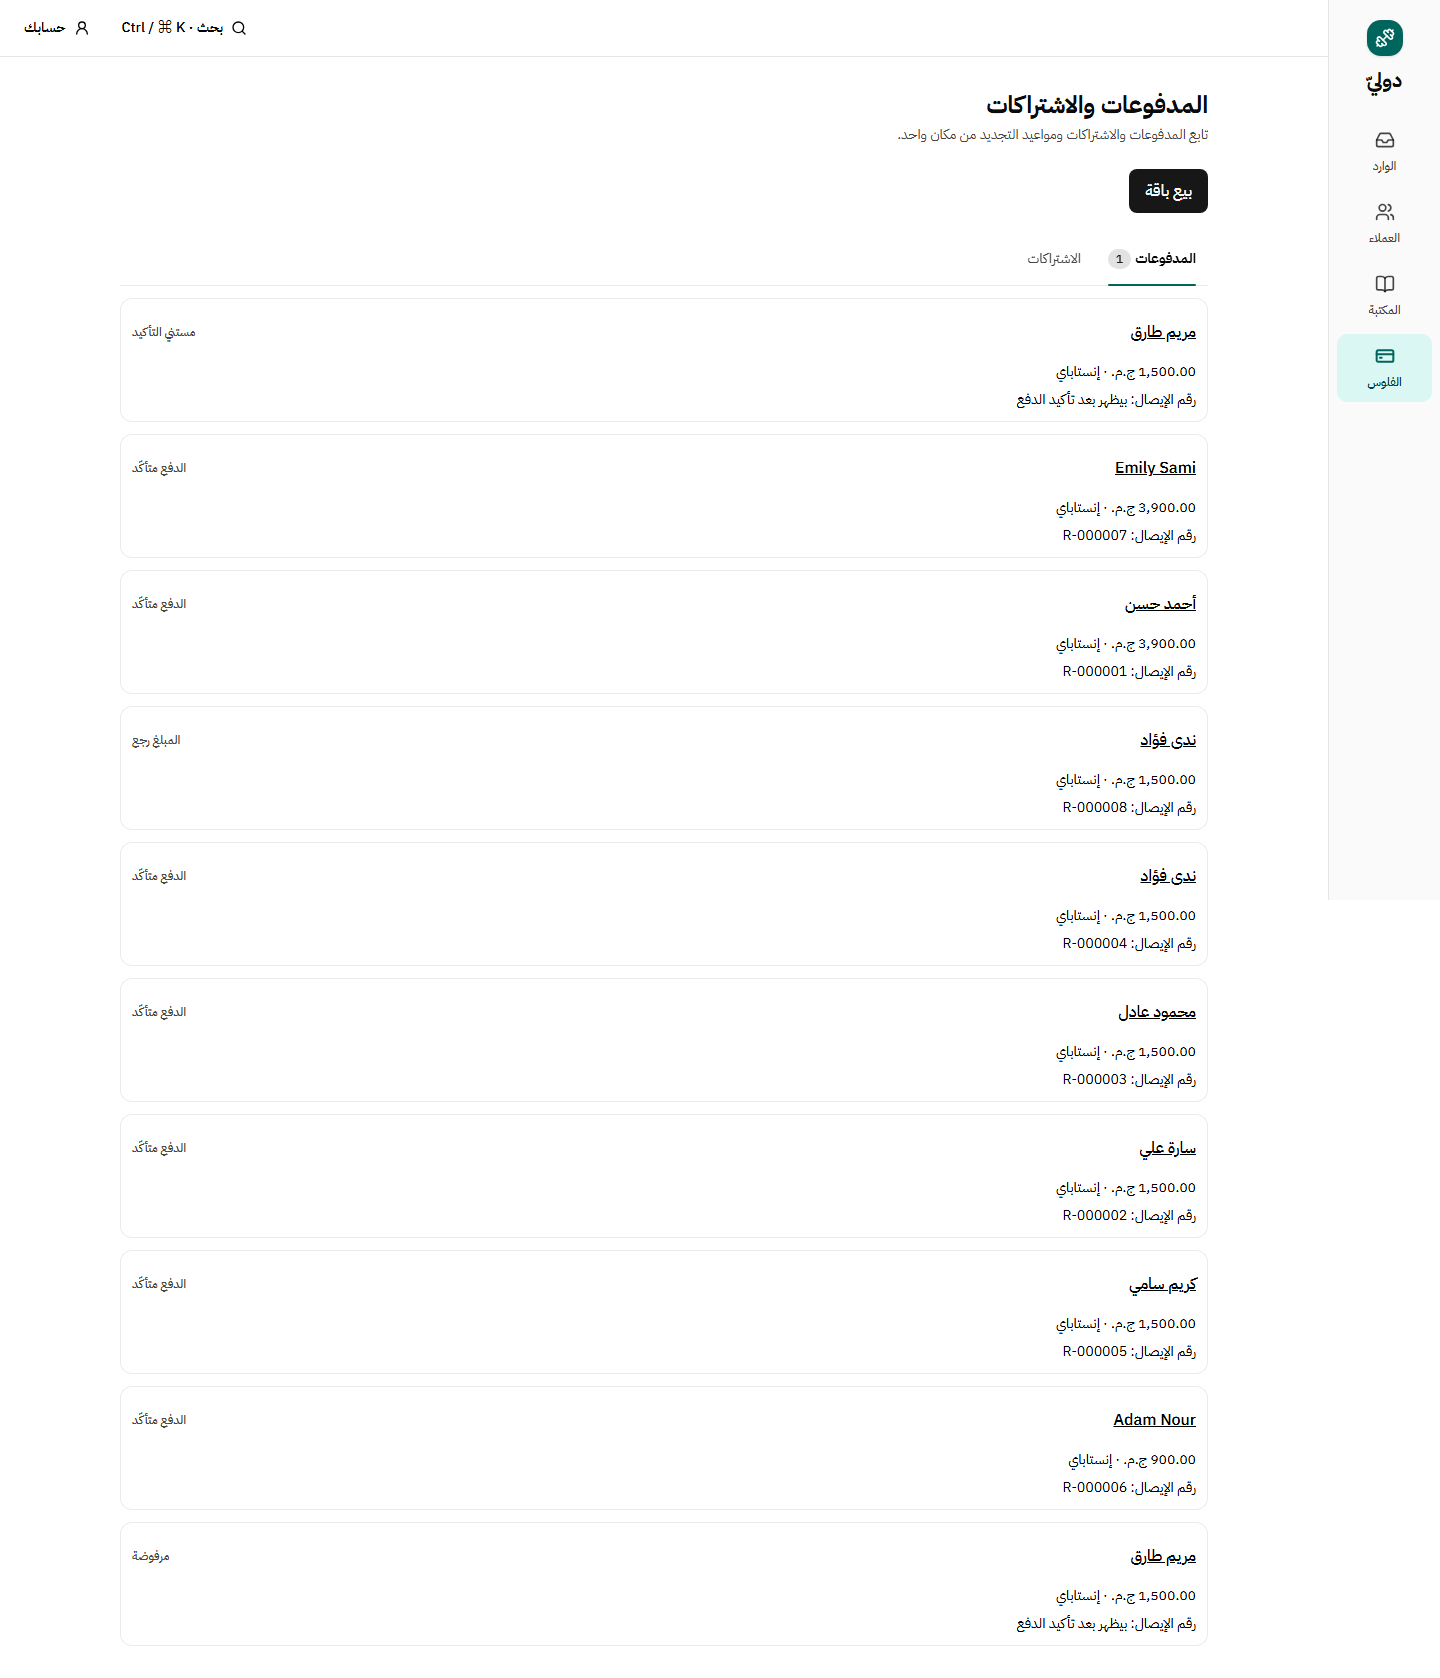 دوليّ
الوارد
العملاء
المكتبة
الفلوس
بحث · Ctrl / ⌘ K
حسابك
المدفوعات والاشتراكات
تابع المدفوعات والاشتراكات ومواعيد التجديد من مكان واحد.
بيع باقة
المدفوعات 1
الاشتراكات
مريم طارق
مستني التأكيد
1,500.00 ج.م. · إنستاباي
رقم الإيصال: بيظهر بعد تأكيد الدفع
Emily Sami
الدفع متأكّد
3,900.00 ج.م. · إنستاباي
رقم الإيصال: R-000007
أحمد حسن
الدفع متأكّد
3,900.00 ج.م. · إنستاباي
رقم الإيصال: R-000001
ندى فؤاد
المبلغ رجع
1,500.00 ج.م. · إنستاباي
رقم الإيصال: R-000008
ندى فؤاد
الدفع متأكّد
1,500.00 ج.م. · إنستاباي
رقم الإيصال: R-000004
محمود عادل
الدفع متأكّد
1,500.00 ج.م. · إنستاباي
رقم الإيصال: R-000003
سارة علي
الدفع متأكّد
1,500.00 ج.م. · إنستاباي
رقم الإيصال: R-000002
كريم سامي
الدفع متأكّد
1,500.00 ج.م. · إنستاباي
رقم الإيصال: R-000005
Adam Nour
الدفع متأكّد
900.00 ج.م. · إنستاباي
رقم الإيصال: R-000006
مريم طارق
مرفوضة
1,500.00 ج.م. · إنستاباي
رقم الإيصال: بيظهر بعد تأكيد الدفع